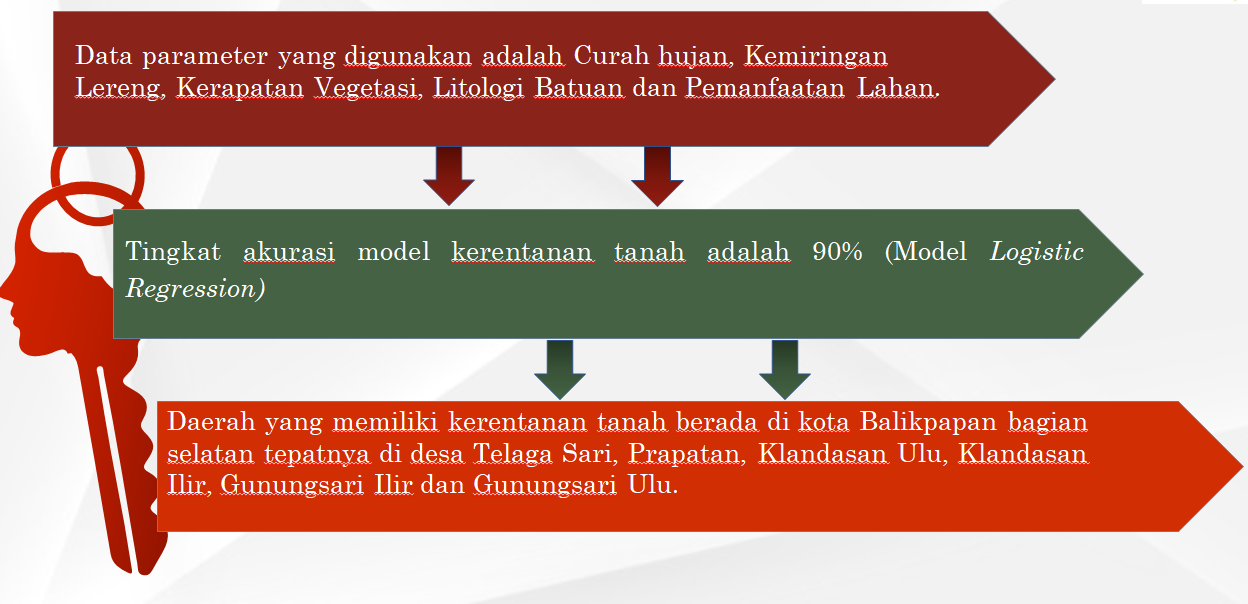 Data parameter yang digunakan adalah Curah hujan, Kemiringan
Lereng, Kerapatan Vegetasi, Litologi Batuan dan Pemanfaatan Lahan.
Tingkat akurasi model kerentanan tanah adalah 90% (Model Logistic
Regression)
Daerah yang memiliki kerentanan tanah berada di kota Balikpapan bagian
selatan tepatnya di desa Telaga Sari, Prapatan, Klandasan Ulu, Klandasan
Ilir, Gunungsari Ilir dan Gunungsari Ulu.